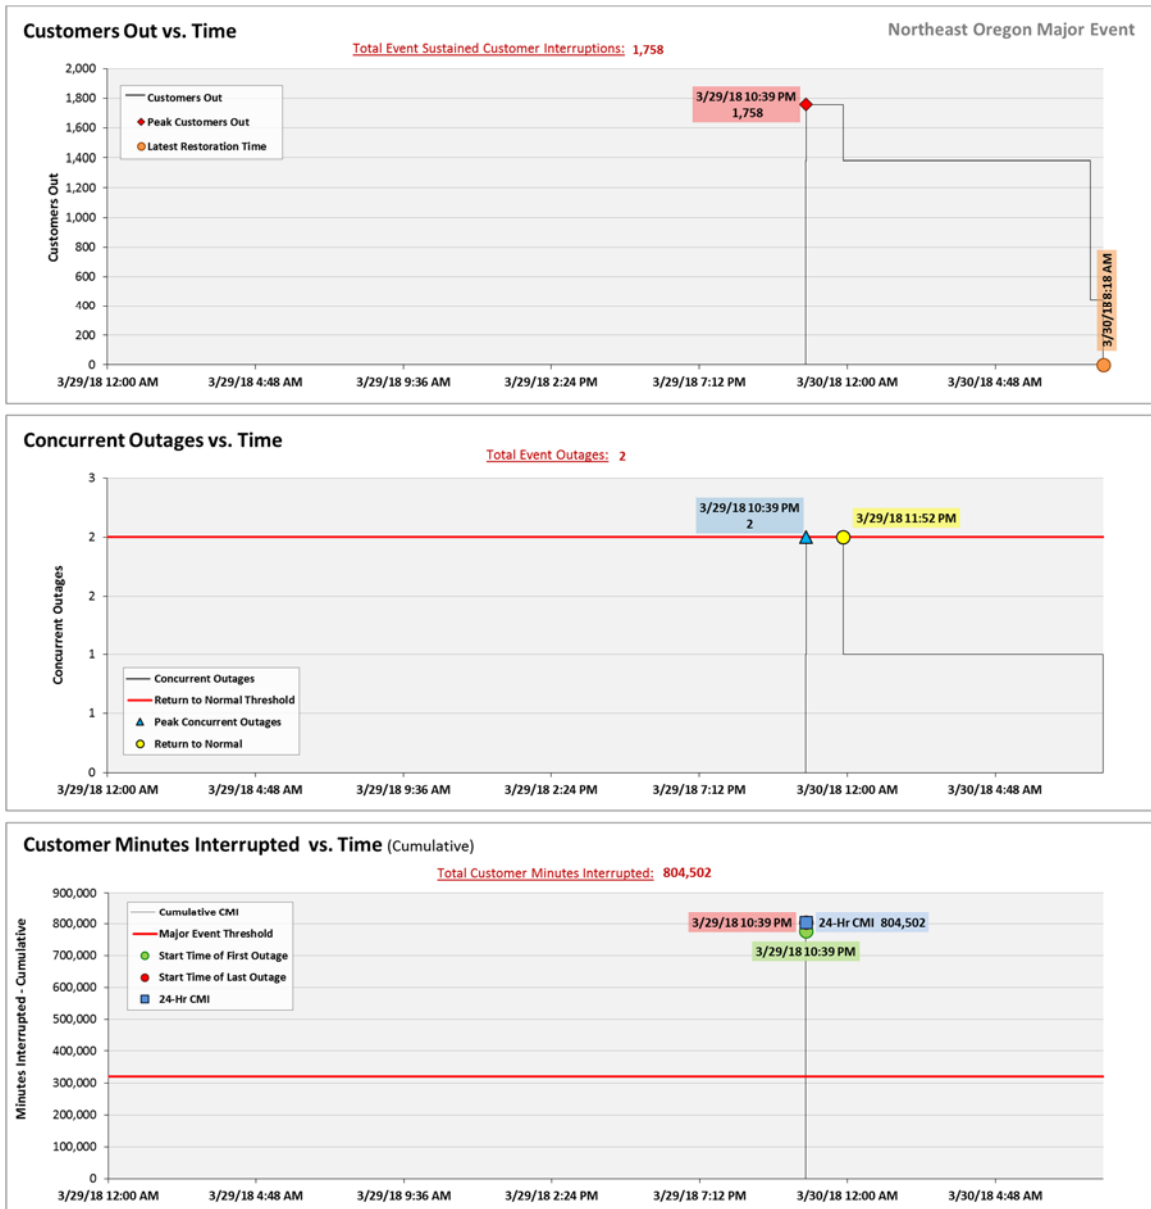 Customers Out vs. Time
Northeast Oregon Major Event
Total Event Sustained Customer Interruptions: 1,758
2,000
1,800
1,600
1,400
1,200
1,000
800
600
400
200
0
Customers Out
Customers Out
Peak Customers Out
Latest Restoration Time
3/29/18 10:39 PM
1,758
3/30/18 8:18 AM
3/29/18 12:00 AM 3/29/18 4:48 AM 3/29/18 9:36 AM 3/29/18 2:24 PM 3/29/18 7:12 PM 3/30/18 12:00 AM 3/30/18 4:48 AM
Concurrent Outages vs. Time
Total Event Outages: 2
3
2
2
1
1
0
Concurrent Outages
3/29/18 10:39 PM
2
3/29/18 11:52 PM
Concurrent Outages
Return to Normal Threshold
Peak Concurrent Outages
Return to Normal
3/29/18 12:00 AM 3/29/18 4:48 AM 3/29/18 9:36 AM 3/29/18 2:24 PM 3/29/18 7:12 PM 3/30/18 12:00 AM 3/30/18 4:48 AM
Customer Minutes Interrupted vs. Time (Cumulative)
Total Customer Minutes Interrupted: 804,502
900,000
800,000
700,000
600,000
500,000
400,000
300,000
200,000
100,000
0
Minutes Interrupted - Cumulative
Cumulative CMI
Major Event Threshold
Start Time of First Outage
Start Time of Last Outage
24-Hr CMI
3/29/18 10:39 PM
24-Hr CMI 804,502
3/29/18 10:39 PM
3/29/18 12:00 AM 3/29/18 4:48 AM 3/29/18 9:36 AM 3/29/18 2:24 PM 3/29/18 7:12 PM 3/30/18 12:00 AM 3/30/18 4:48 AM